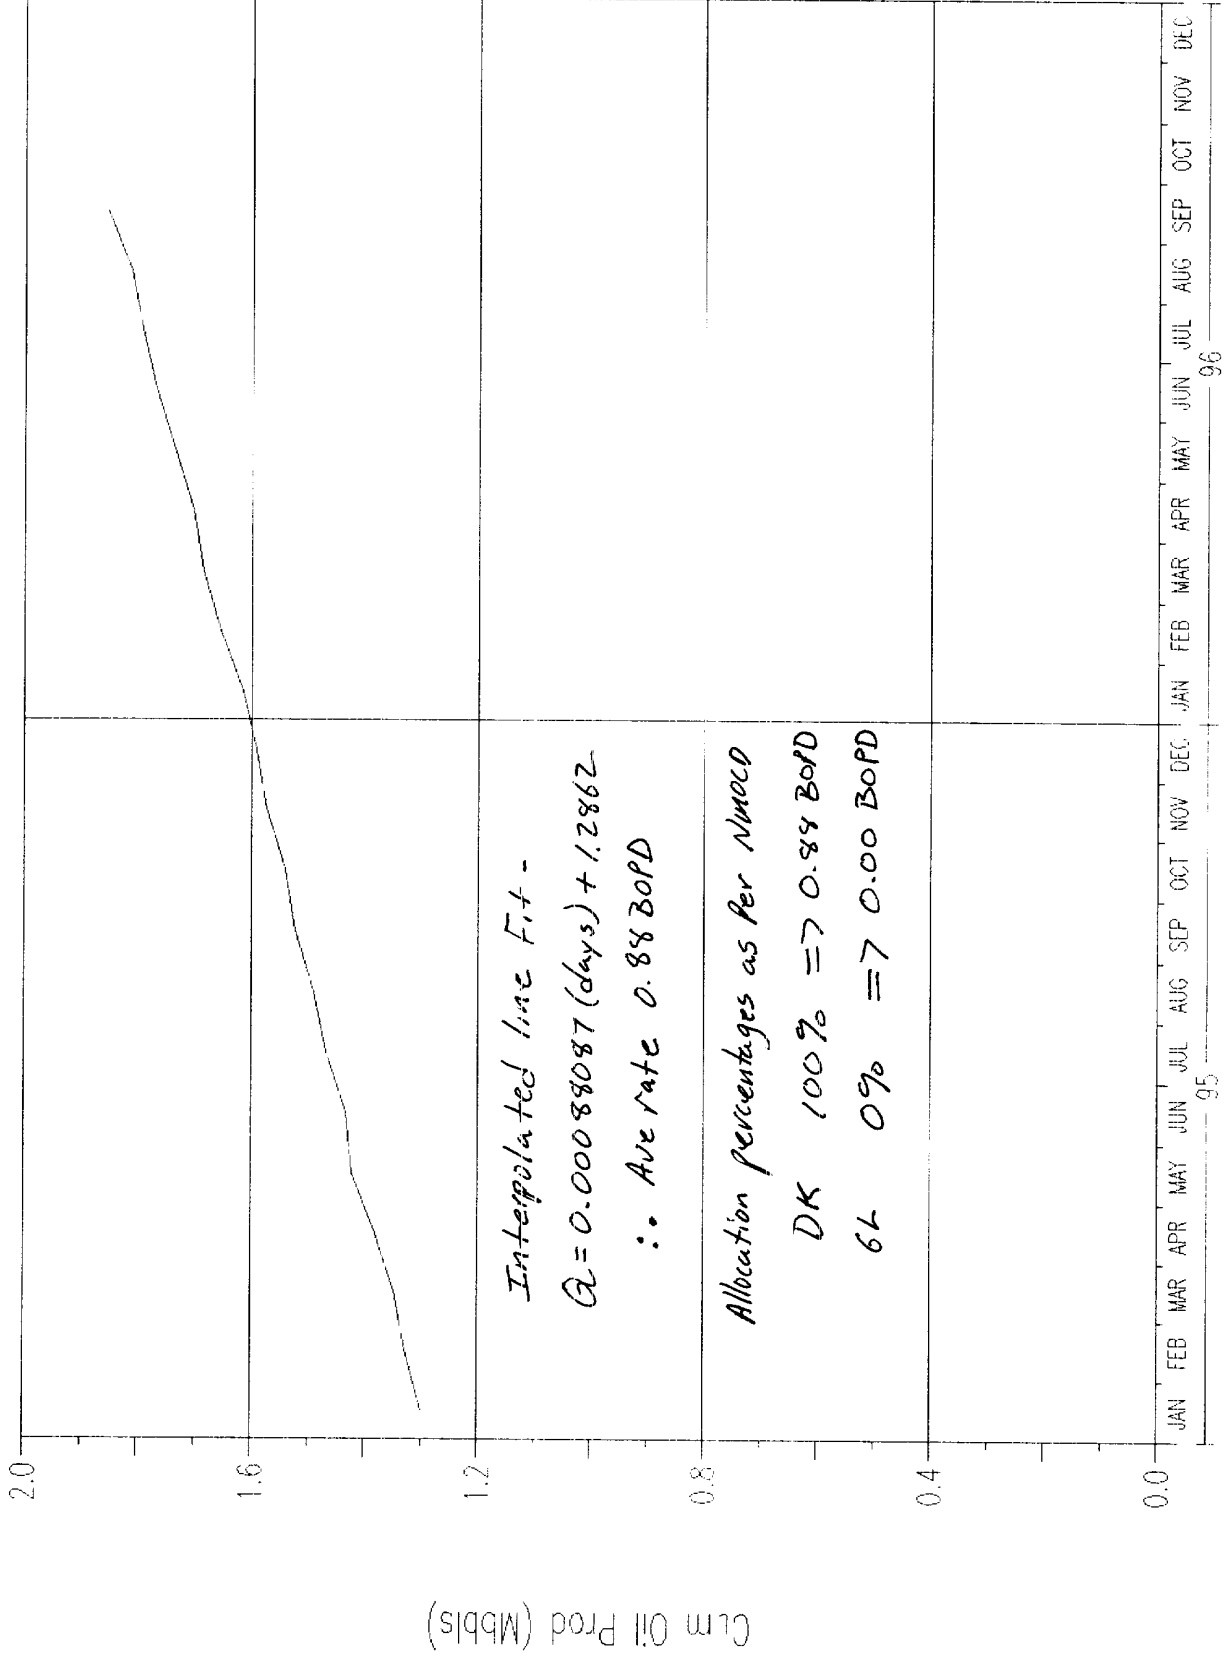 Cum Oil Prod (Mbbls)
2.0
1.6
1.2
0.8
0.4
0.0
Interpolated line Fit -
Q = 0.00088087 (days) + 1.2862
∴ Ave rate 0.88 BOPD
Allocation percentages as Per NMOCD
DK 100% => 0.88 BOPD
GL 0% => 0.00 BOPD
JAN FEB MAR APR MAY JUN JUL AUG SEP OCT NOV DEC JAN FEB MAR APR MAY JUN JUL AUG SEP OCT NOV DEC
95 96